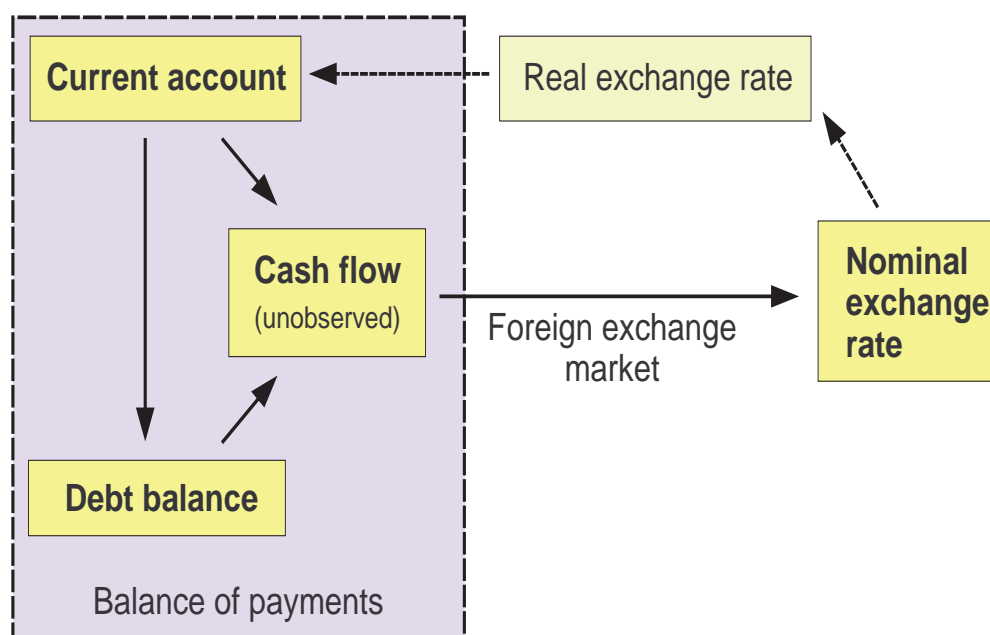 Current account
Real exchange rate
Cash flow
(unobserved)
Nominal
exchange
rate
Foreign exchange
market
Debt balance
Balance of payments